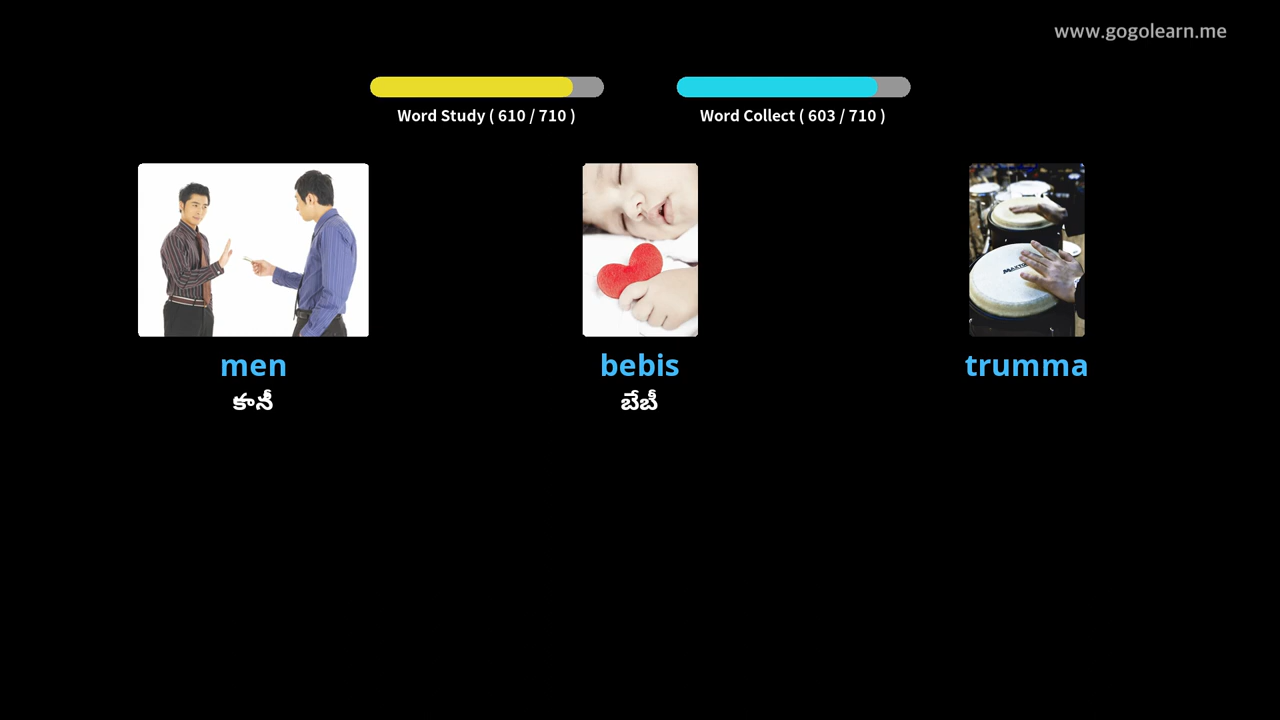 www.gogolearn.me
Word Study ( 610 / 710 )
Word Collect ( 603 / 710 )
men
bebis
trumma
కానీ
బేబీ